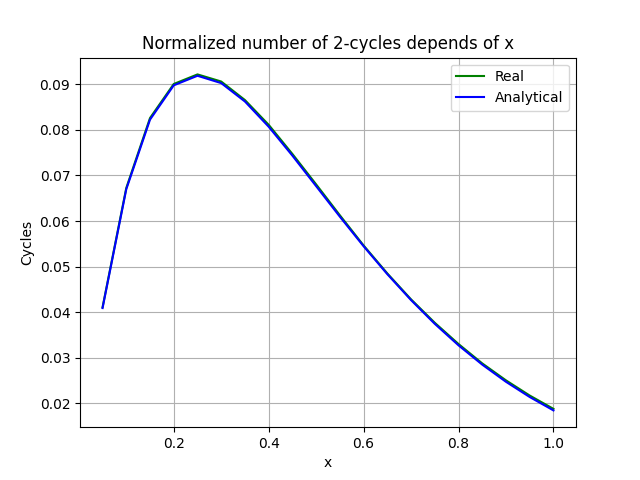 Normalized number of 2-cycles depends of x
Real
Analytical
Cycles
0.09
0.08
0.07
0.06
0.05
0.04
0.03
0.02
0.2
0.4
0.6
0.8
1.0
x